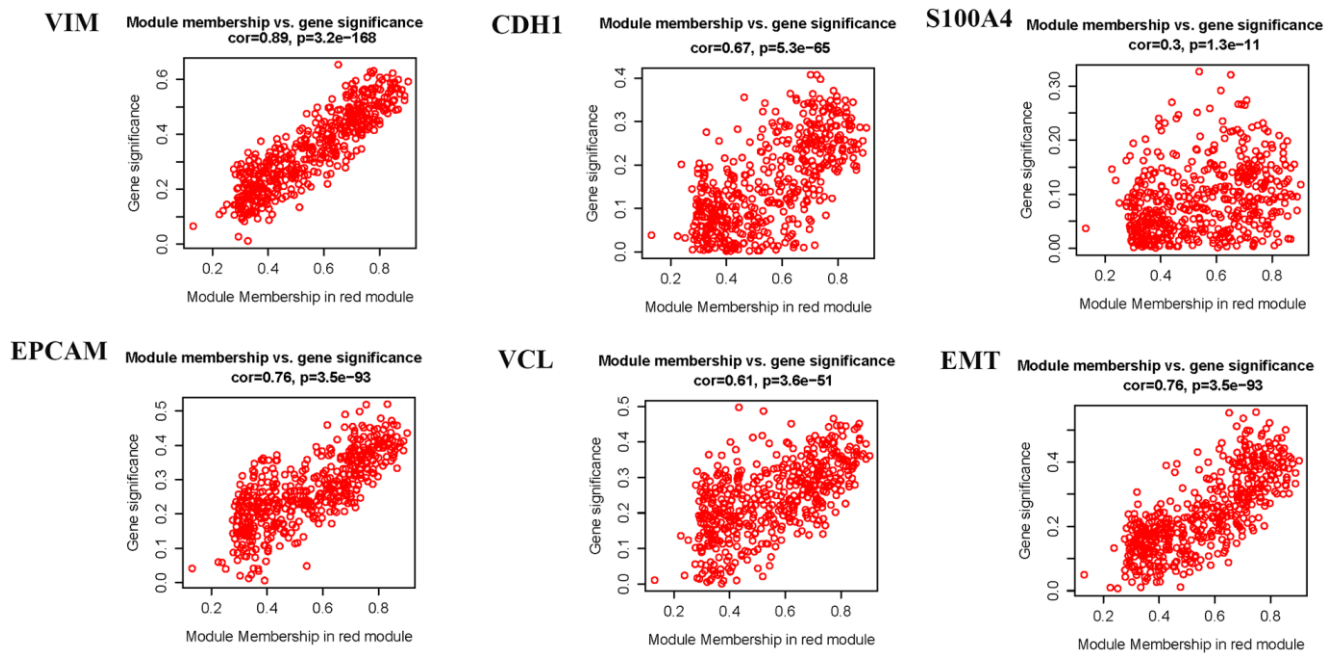 VIM
Module membership vs. gene significance
cor=0.89, p=3.2e−168
Gene significance
0.6
0.4
0.2
0.0
0.2 0.4 0.6 0.8
Module Membership in red module
CDH1
Module membership vs. gene significance
cor=0.67, p=5.3e−65
Gene significance
0.4
0.3
0.2
0.1
0.0
0.2 0.4 0.6 0.8
Module Membership in red module
S100A4
Module membership vs. gene significance
cor=0.3, p=1.3e−11
Gene significance
0.30
0.20
0.10
0.00
0.2 0.4 0.6 0.8
Module Membership in red module
EPCAM
Module membership vs. gene significance
cor=0.76, p=3.5e−93
Gene significance
0.5
0.4
0.3
0.2
0.1
0.0
0.2 0.4 0.6 0.8
Module Membership in red module
VCL
Module membership vs. gene significance
cor=0.61, p=3.6e−51
Gene significance
0.5
0.4
0.3
0.2
0.1
0.0
0.2 0.4 0.6 0.8
Module Membership in red module
EMT
Module membership vs. gene significance
cor=0.76, p=3.5e−93
Gene significance
0.5
0.4
0.2
0.1
0.0
0.2 0.4 0.6 0.8
Module Membership in red module